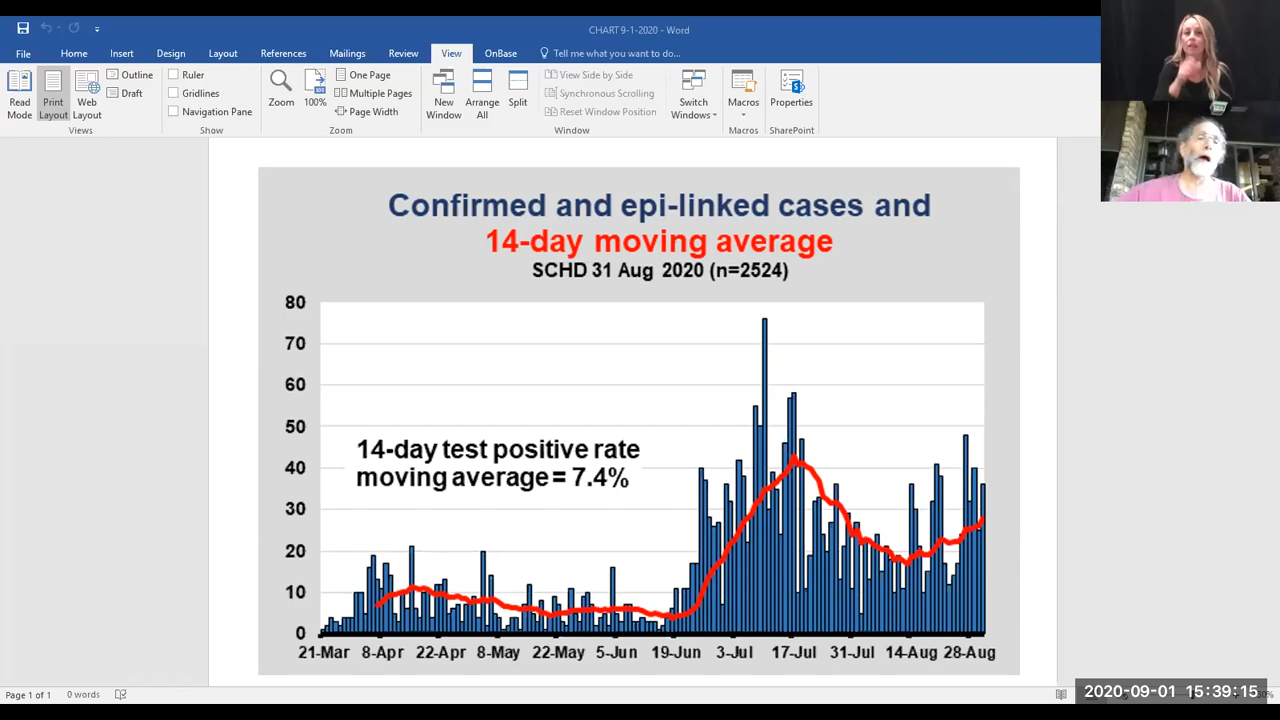 CHART 9-1-2020 - Word
File Home Insert Design Layout References Mailings Review View OnBase Tell me what you want to do...
Read Mode
Print Layout
Web Layout
Outline
Draft
Views
Ruler
Gridlines
Navigation Pane
Show
Zoom
100%
One Page
Multiple Pages
Page Width
Zoom
New Window
Arrange All
Split
View Side by Side
Synchronous Scrolling
Reset Window Position
Window
Switch Windows
Macros
Macros
Properties
SharePoint
Confirmed and epi-linked cases and
14-day moving average
SCHD 31 Aug 2020 (n=2524)
80
70
60
50
40
30
20
10
0
14-day test positive rate
moving average = 7.4%
21-Mar 8-Apr 22-Apr 8-May 22-May 5-Jun 19-Jun 3-Jul 17-Jul 31-Jul 14-Aug 28-Aug
Page 1 of 1 0 words
2020-09-01 15:39:15